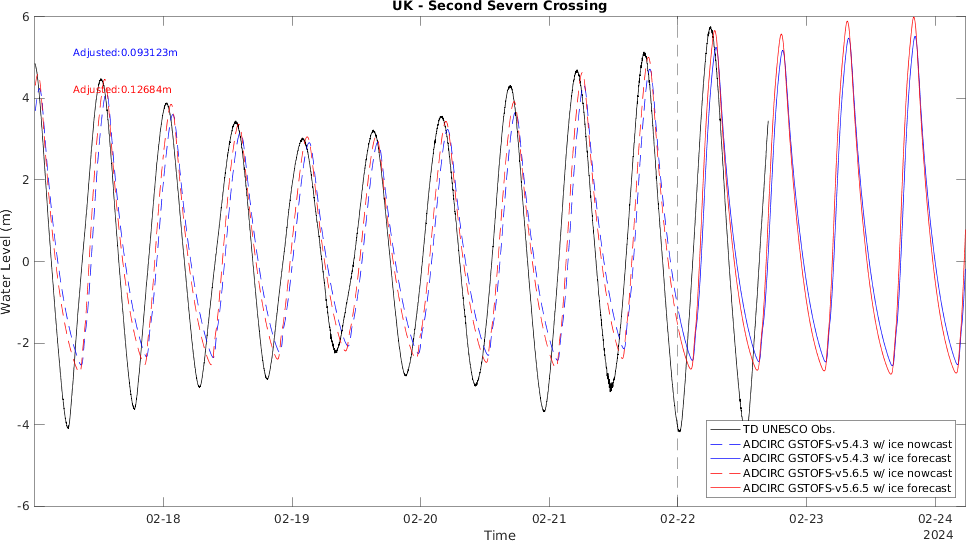 UK - Second Severn Crossing
6
4
2
0
-2
-4
-6
Water Level (m)
Adjusted:0.093123m
Adjusted:0.12684m
TD UNESCO Obs.
ADCIRC GSTOFS-v5.4.3 w/ ice nowcast
ADCIRC GSTOFS-v5.4.3 w/ ice forecast
ADCIRC GSTOFS-v5.6.5 w/ ice nowcast
ADCIRC GSTOFS-v5.6.5 w/ ice forecast
02-18 02-19 02-20 02-21 02-22 02-23 02-24
Time
2024